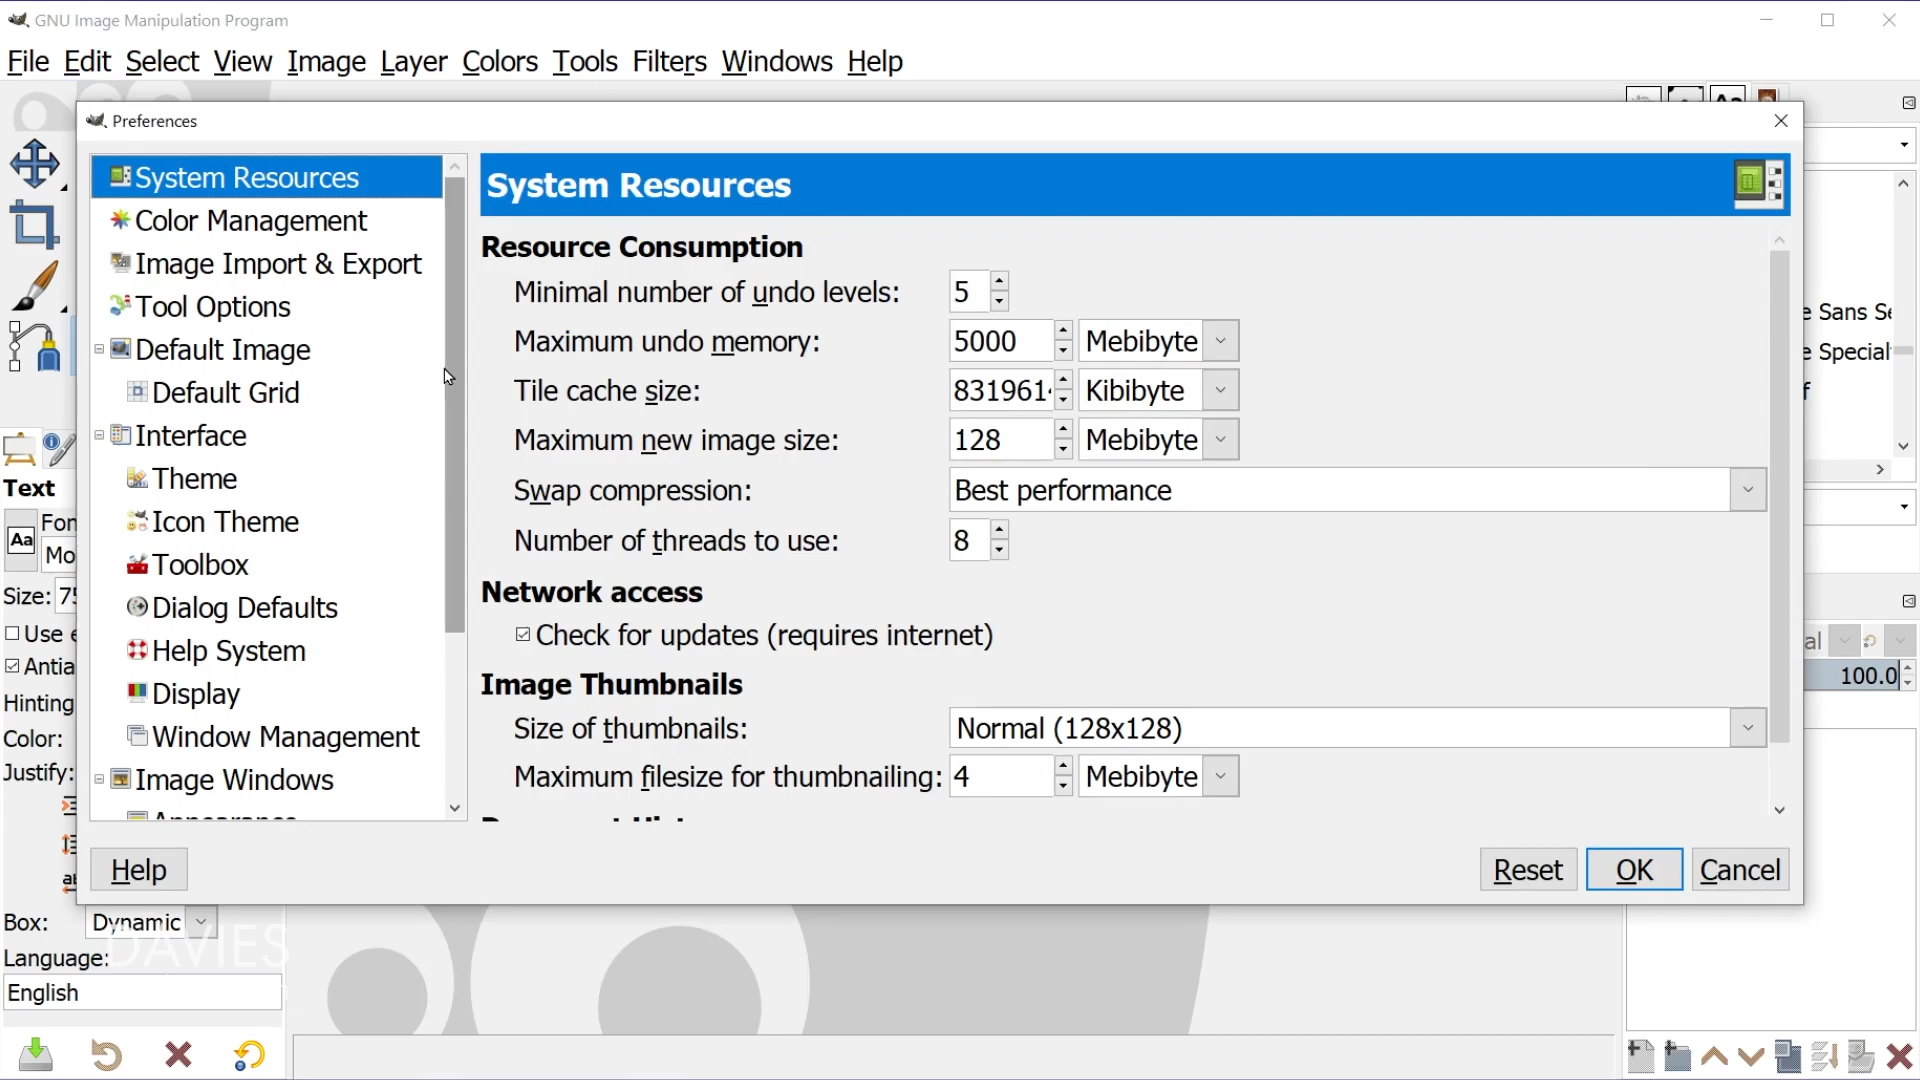 GNU Image Manipulation Program
File Edit Select View Image Layer Colors Tools Filters Windows Help
Preferences
System Resources
Color Management
Image Import & Export
Tool Options
Default Image
Default Grid
Interface
Theme
Icon Theme
Toolbox
Dialog Defaults
Help System
Display
Window Management
Image Windows
System Resources
Resource Consumption
Minimal number of undo levels: 5
Maximum undo memory: 5000 Mebibyte
Tile cache size: 831961 Kibibyte
Maximum new image size: 128 Mebibyte
Swap compression: Best performance
Number of threads to use: 8
Network access
Check for updates (requires internet)
Image Thumbnails
Size of thumbnails: Normal (128x128)
Maximum filesize for thumbnailing: 4 Mebibyte
Help Reset OK Cancel
Text
Aa
Size:
Use
Hinting
Color:
Justify:
Box: Dynamic
DAVIES
Language:
English
e Sans Se
e Special
f
al
100.0